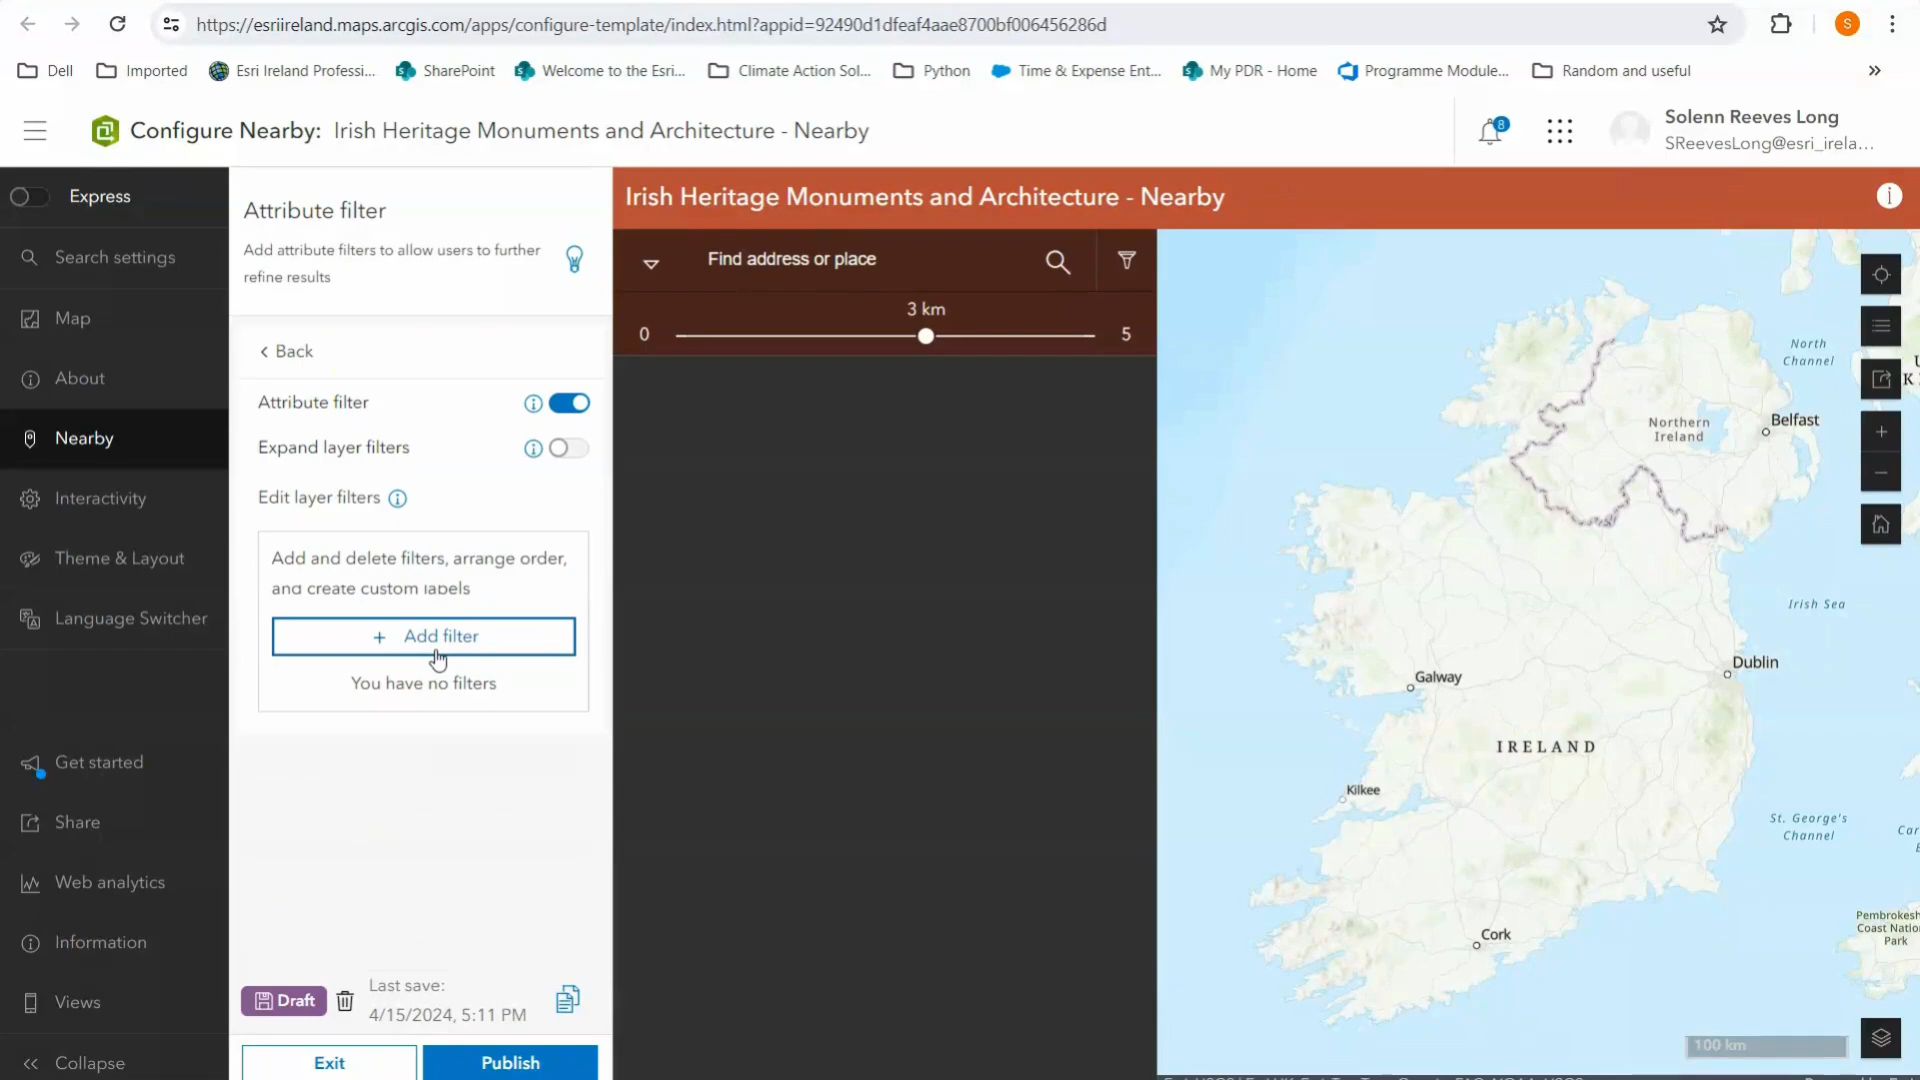 https://esriireland.maps.arcgis.com/apps/configure-template/index.html?appid=92490d1dfeaf4aae8700bf006456286d
S
Dell
Imported
Esri Ireland Professi...
SharePoint
Welcome to the Esri...
Climate Action Sol...
Python
Time & Expense Ent...
My PDR - Home
Programme Module...
Random and useful
Configure Nearby: Irish Heritage Monuments and Architecture - Nearby
8
Solenn Reeves Long
SReevesLong@esri_irela...
Express
Search settings
Map
About
Nearby
Interactivity
Theme & Layout
Language Switcher
Get started
Share
Web analytics
Information
Views
Collapse
Attribute filter
Add attribute filters to allow users to further
refine results
Back
Attribute filter
Expand layer filters
Edit layer filters
Add and delete filters, arrange order,
and create custom labels
+ Add filter
You have no filters
Draft
Last save:
4/15/2024, 5:11 PM
Exit
Publish
Irish Heritage Monuments and Architecture - Nearby
Find address or place
3 km
0
5
North
Channel
Northern
Ireland
Belfast
Irish Sea
Dublin
Galway
IRELAND
Kilkee
St. George's
Channel
Cork
Pembrokesh
Coast Natio
Park
100 km